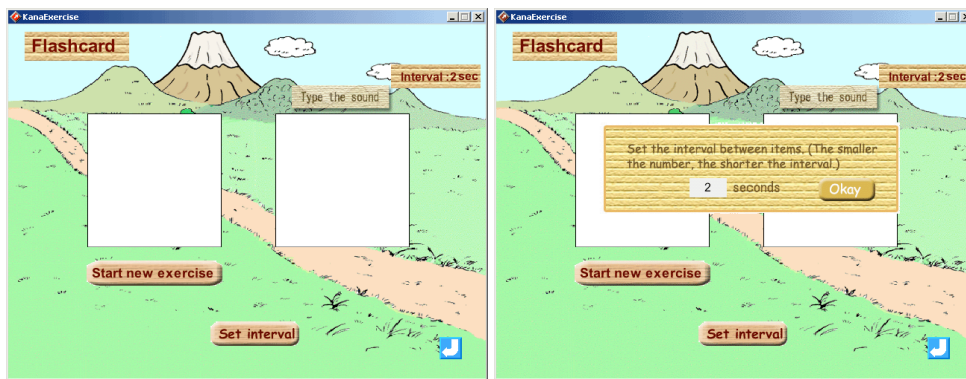 KanaExercise
Flashcard
Interval :2sec
Type the sound
Start new exercise
Set interval
KanaExercise
Flashcard
Interval :2sec
Type the sound
Set the interval between items. (The smaller
the number, the shorter the interval.)
2 seconds
Okay
Start new exercise
Set interval